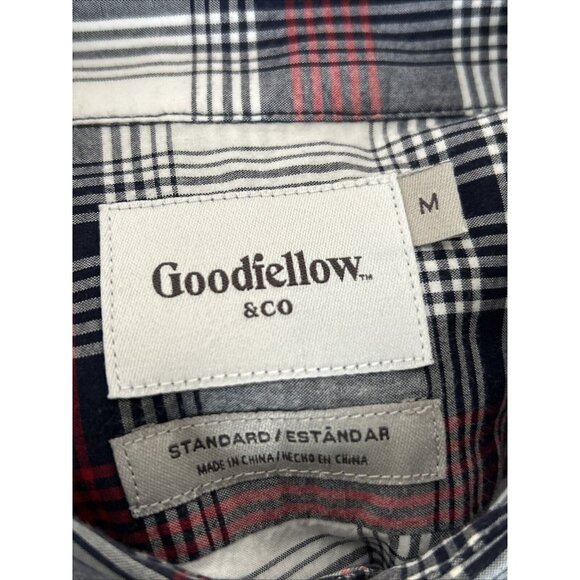 M
Goodfellow™
&CO
STANDARD/ESTÁNDAR
MADE IN CHINA/HECHO EN CHINA